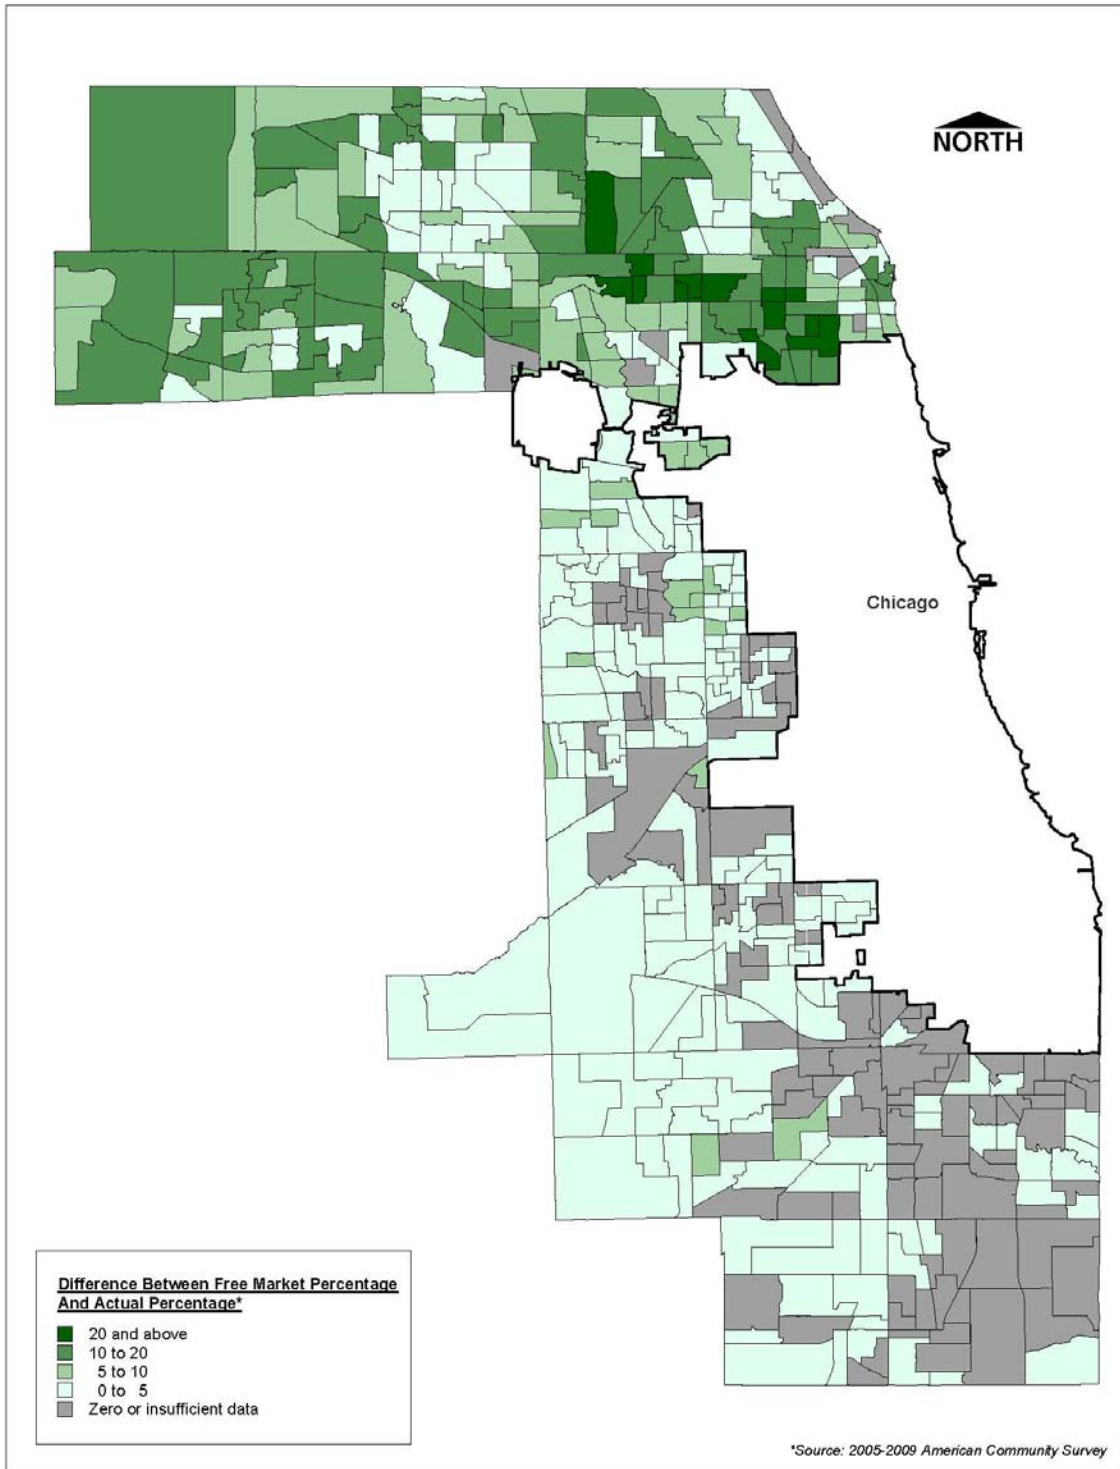 NORTH
Chicago
Difference Between Free Market Percentage
And Actual Percentage*
20 and above
10 to 20
5 to 10
0 to 5
Zero or insufficient data
*Source: 2005-2009 American Community Survey